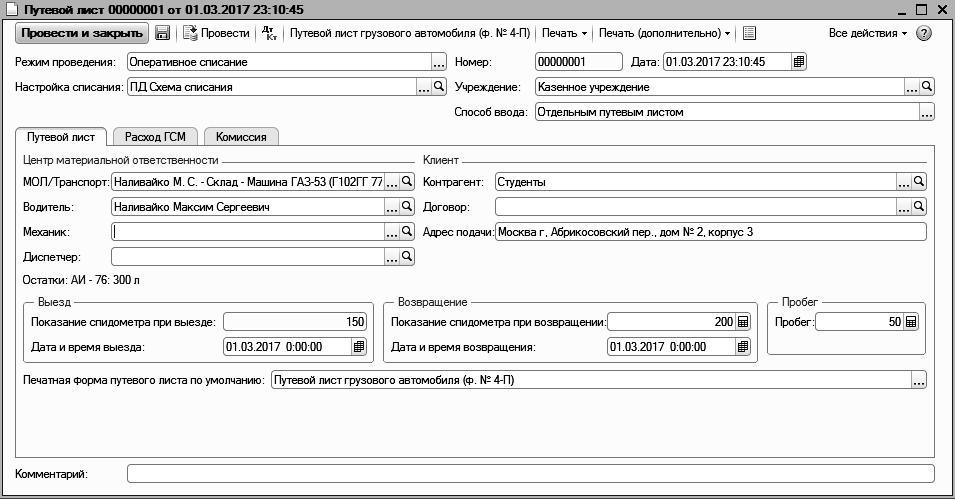 Путевой лист 00000001 от 01.03.2017 23:10:45
Провести и закрыть Провести Дт Кт Путевой лист грузового автомобиля (ф. № 4-П) Печать Печать (дополнительно) Все действия ?
Режим проведения: Оперативное списание ... Номер: 00000001 Дата: 01.03.2017 23:10:45
Настройка списания: ПД Схема списания ... Учреждение: Казенное учреждение ...
Способ ввода: Отдельным путевым листом ...
Путевой лист Расход ГСМ Комиссия
Центр материальной ответственности Клиент
МОЛ/Транспорт: Наливайко М. С. - Склад - Машина ГАЗ-53 (Г102ГГ 77 ... Контрагент: Студенты ...
Водитель: Наливайко Максим Сергеевич ... Договор: ...
Механик: ... Адрес подачи: Москва г, Абрикосовский пер., дом № 2, корпус 3
Диспетчер: ...
Остатки: АИ - 76: 300 л
Выезд Возвращение Пробег
Показание спидометра при выезде: 150 Показание спидометра при возвращении: 200 Пробег: 50
Дата и время выезда: 01.03.2017 0:00:00 Дата и время возвращения: 01.03.2017 0:00:00
Печатная форма путевого листа по умолчанию: Путевой лист грузового автомобиля (ф. № 4-П) ...
Комментарий: